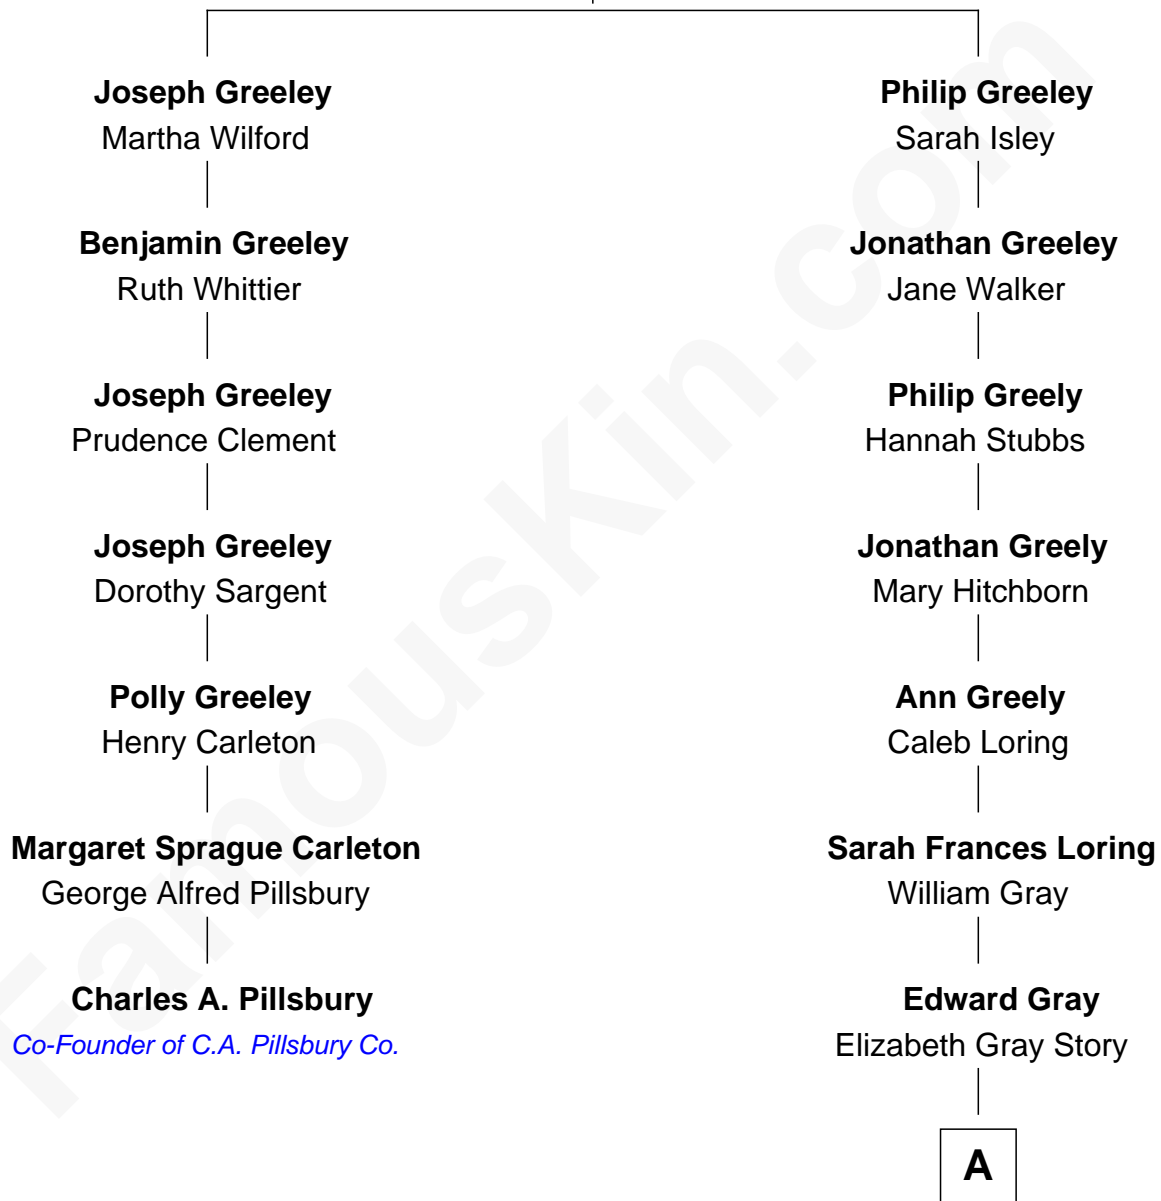 Joseph Greeley
Martha Wilford
Benjamin Greeley
Ruth Whittier
Joseph Greeley
Prudence Clement
Joseph Greeley
Dorothy Sargent
Polly Greeley
Henry Carleton
Margaret Sprague Carleton
George Alfred Pillsbury
Charles A. Pillsbury
Co-Founder of C.A. Pillsbury Co.
Philip Greeley
Sarah Isley
Jonathan Greeley
Jane Walker
Philip Greely
Hannah Stubbs
Jonathan Greely
Mary Hitchborn
Ann Greely
Caleb Loring
Sarah Frances Loring
William Gray
Edward Gray
Elizabeth Gray Story
A
FamousKin.com